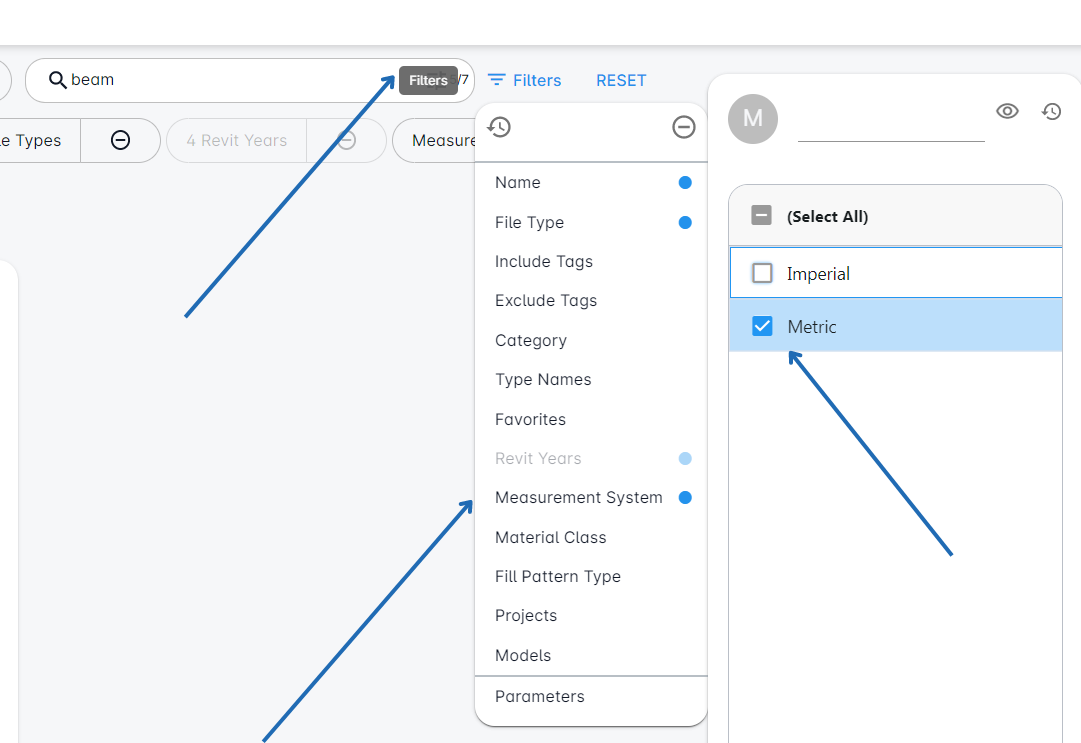 beam
Filters
/7
Filters
RESET
e Types
4 Revit Years
Measure
Name
File Type
Include Tags
Exclude Tags
Category
Type Names
Favorites
Revit Years
Measurement System
Material Class
Fill Pattern Type
Projects
Models
Parameters
M
(Select All)
Imperial
Metric